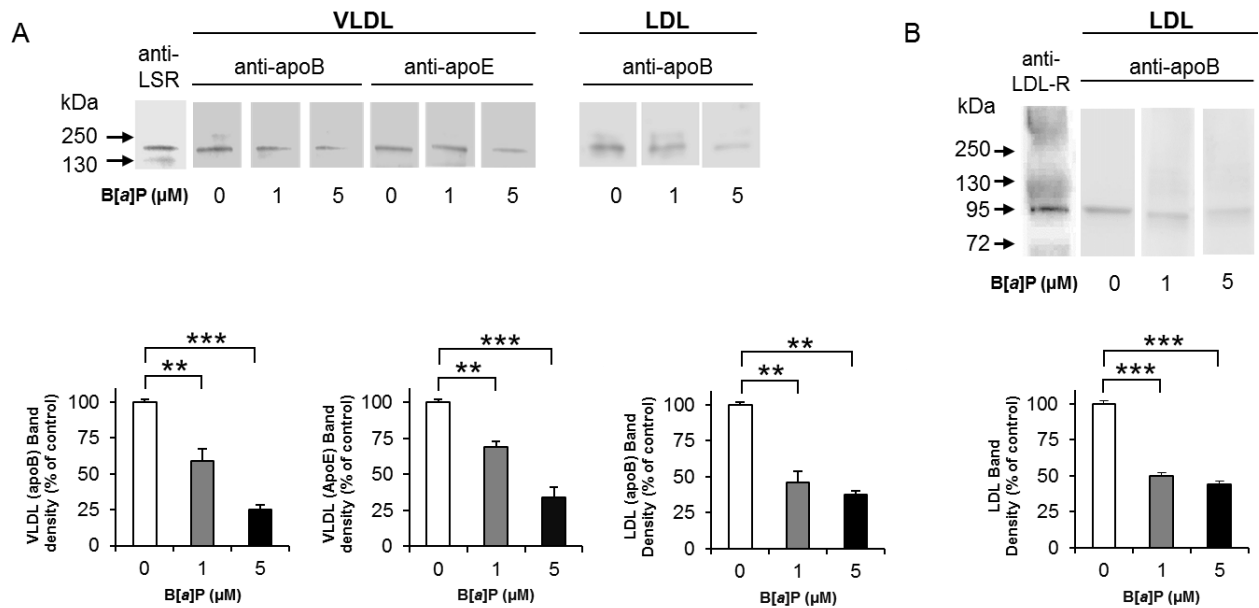 A
VLDL
LDL
anti-
LSR
anti-apoB
anti-apoE
anti-apoB
kDa
250
130
B[a]P (µM)
0
1
5
0
1
5
0
1
5
B
LDL
anti-
LDL-R
anti-apoB
kDa
250
130
95
72
B[a]P (µM)
0
1
5
VLDL (apoB) Band
density (% of control)
100
75
50
25
0
***
**
0
1
5
B[a]P (µM)
VLDL (ApoE) Band
density (% of control)
100
75
50
25
0
***
**
0
1
5
B[a]P (µM)
LDL (apoB) Band
Density (% of control)
100
75
50
25
0
**
**
0
1
5
B[a]P (µM)
LDL Band
Density (% of control)
100
75
50
25
0
***
***
0
1
5
B[a]P (µM)